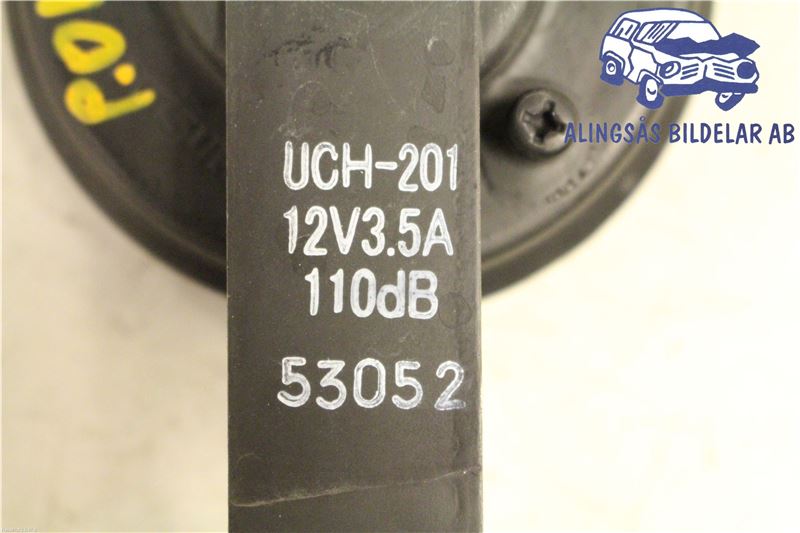 ALINGSÅS BILDELAR AB
UCH-201
12V3.5A
110dB
53052